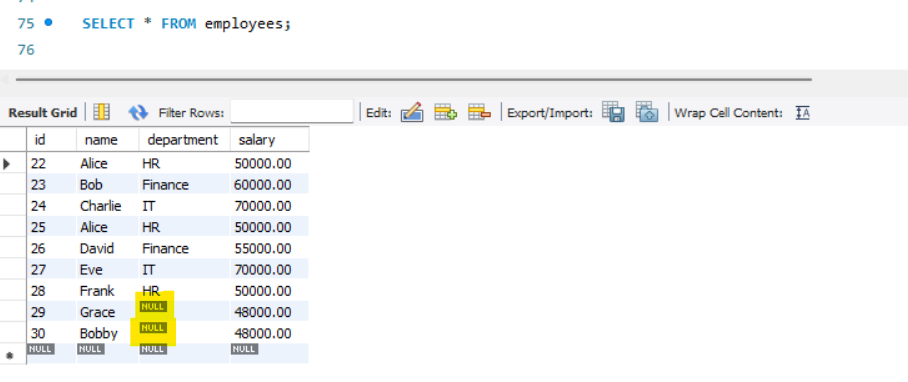 75 SELECT * FROM employees;
76
Result Grid Filter Rows: Edit: Export/Import: Wrap Cell Content: IA
id name department salary
22 Alice HR 50000.00
23 Bob Finance 60000.00
24 Charlie IT 70000.00
25 Alice HR 50000.00
26 David Finance 55000.00
27 Eve IT 70000.00
28 Frank HR 50000.00
29 Grace NULL 48000.00
30 Bobby NULL 48000.00
NULL NULL NULL NULL